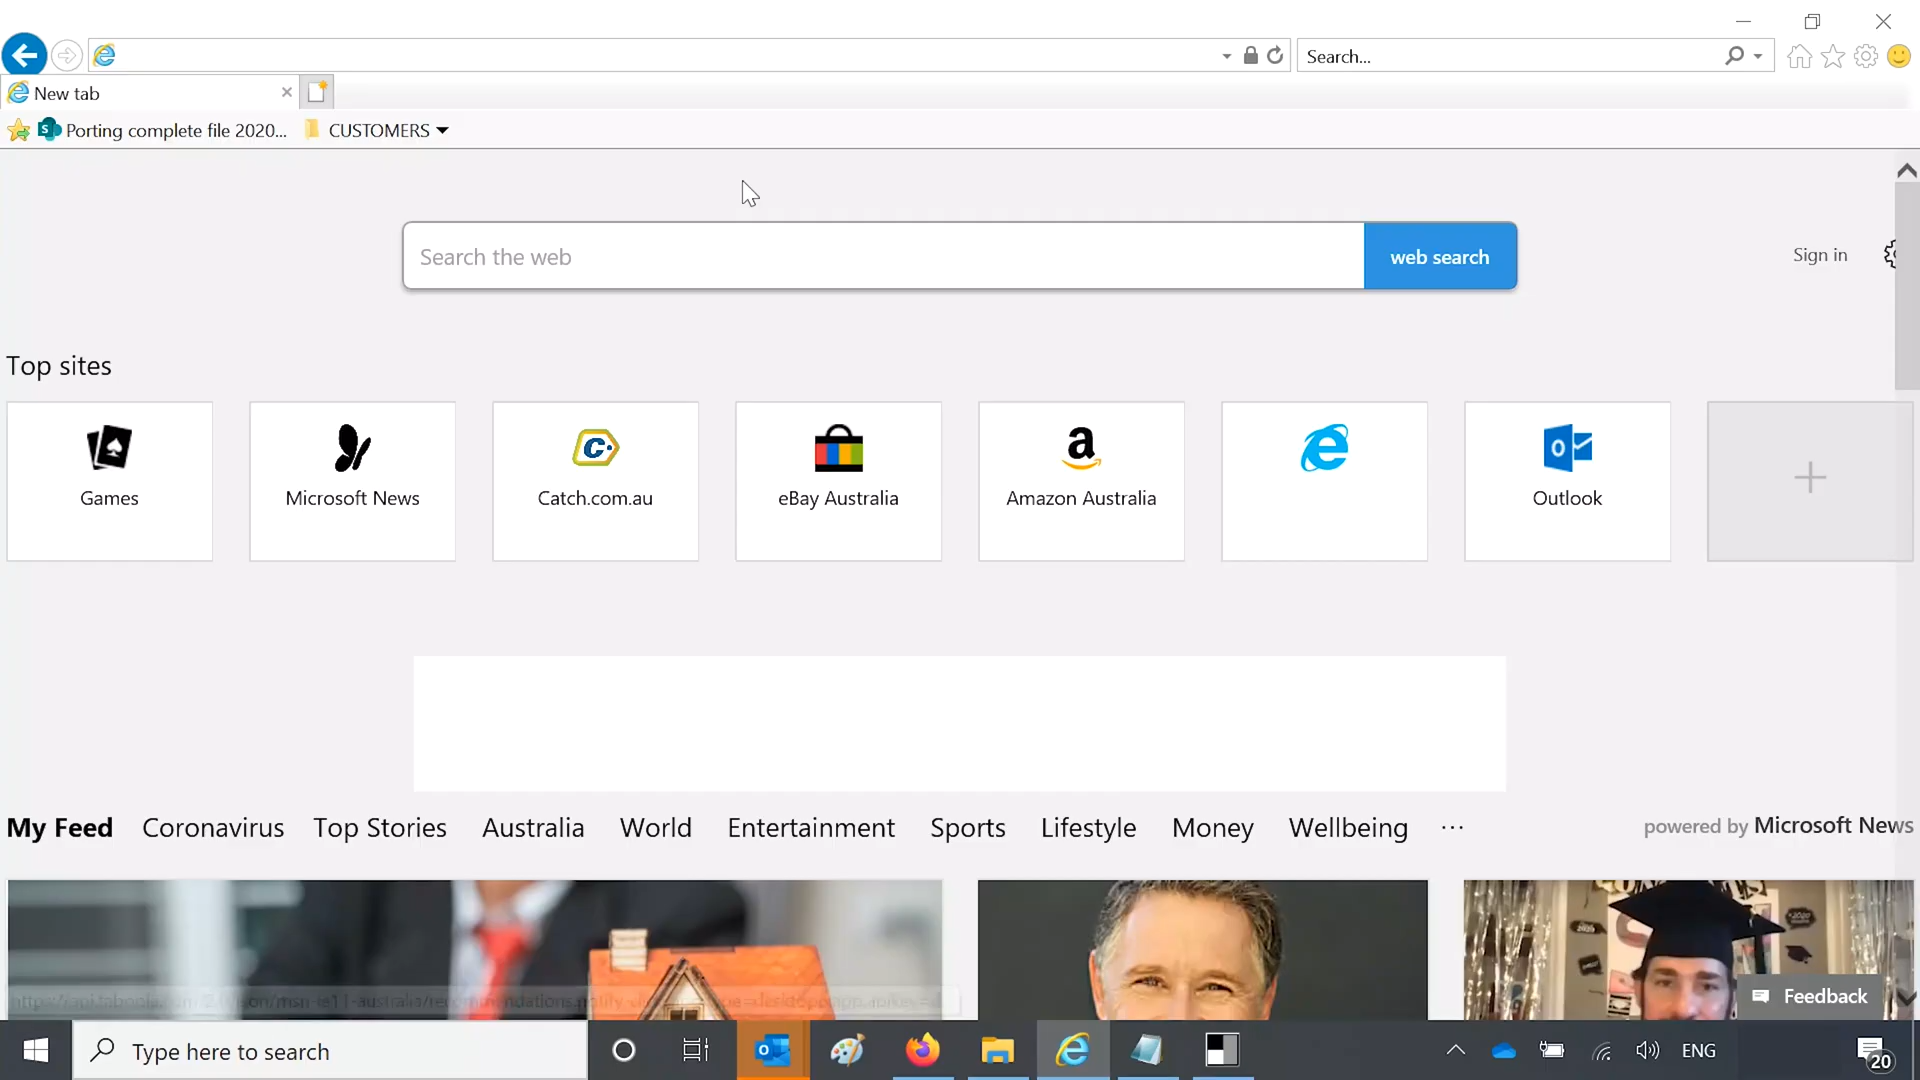 Search...
New tab
Porting complete file 2020...
CUSTOMERS
Search the web
web search
Sign in
Top sites
Games
Microsoft News
Catch.com.au
eBay Australia
Amazon Australia
Outlook
My Feed
Coronavirus
Top Stories
Australia
World
Entertainment
Sports
Lifestyle
Money
Wellbeing
...
powered by Microsoft News
Feedback
Type here to search
ENG
20